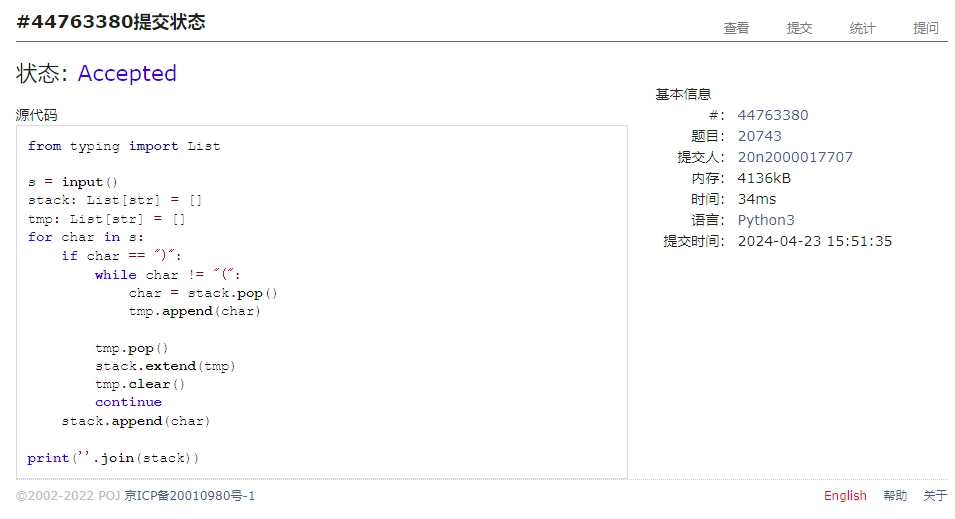 #44763380提交状态
查看 提交 统计 提问
状态: Accepted
源代码
from typing import List
s = input()
stack: List[str] = []
tmp: List[str] = []
for char in s:
    if char == ")":
        while char != "(":
            char = stack.pop()
            tmp.append(char)
        tmp.pop()
        stack.extend(tmp)
        tmp.clear()
        continue
    stack.append(char)
print(''.join(stack))
基本信息
#: 44763380
题目: 20743
提交人: 20n2000017707
内存: 4136kB
时间: 34ms
语言: Python3
提交时间: 2024-04-23 15:51:35
©2002-2022 POJ 京ICP备20010980号-1
English 帮助 关于